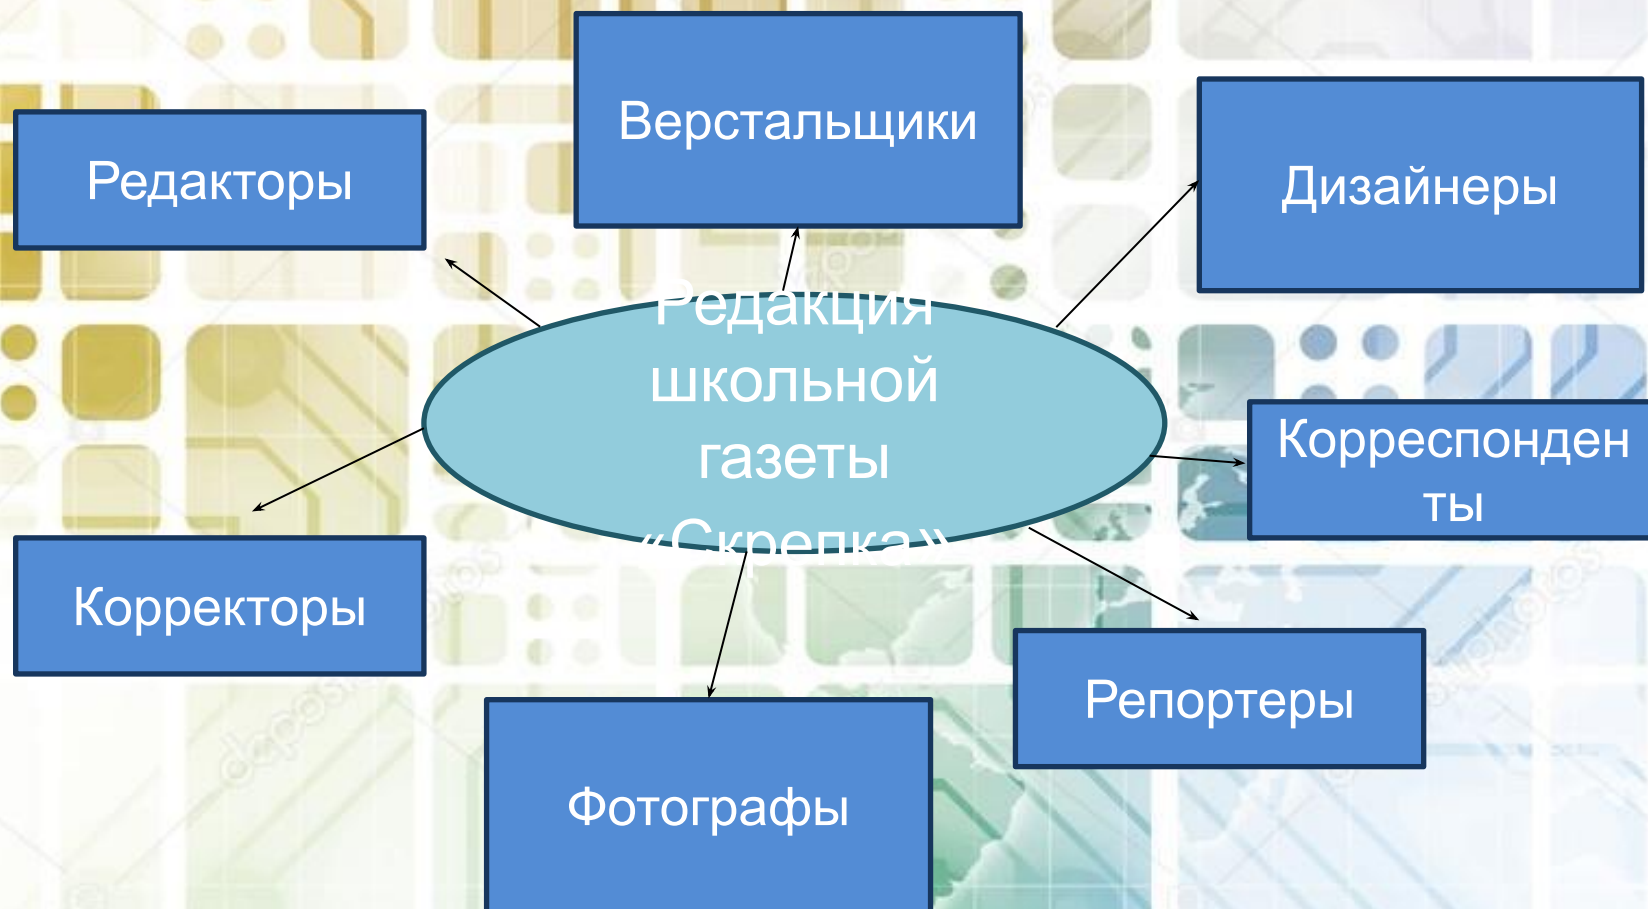 Верстальщики
Редакторы
Дизайнеры
Редакция
школьной
газеты
«Скрепка»
Корреспонден
ты
Корректоры
Репортеры
Фотографы